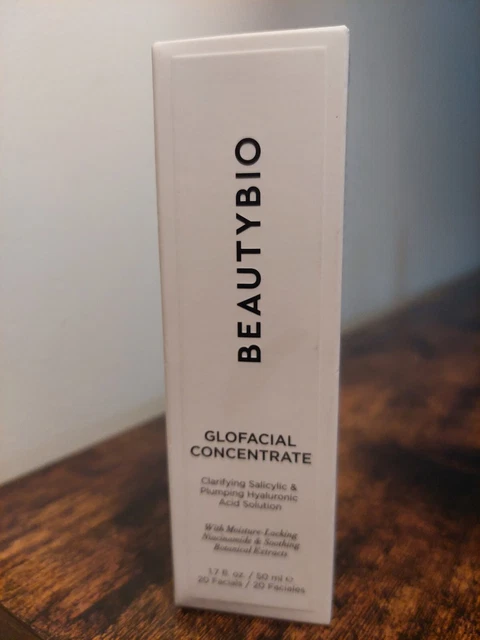 BEAUTYBIO
GLOFACIAL
CONCENTRATE
Clarifying Salicylic &
Plumping Hyaluronic
Acid Solution
With Moisture-Locking
Niacinamide & Soothing
Botanical Extracts
1.7 fl. oz. / 50 ml ℮
20 Facials / 20 Faciales